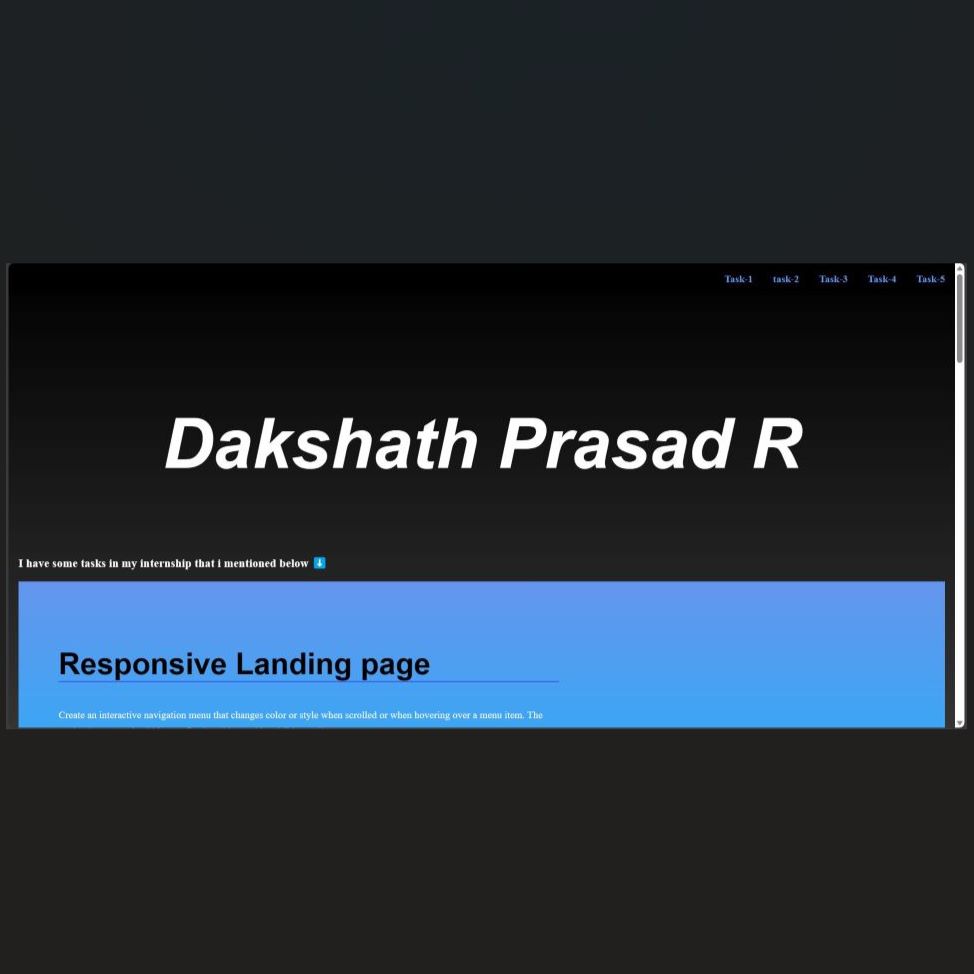 Task-1 task-2 Task-3 Task-4 Task-5
Dakshath Prasad R
I have some tasks in my internship that i mentioned below ⬇️
Responsive Landing page
Create an interactive navigation menu that changes color or style when scrolled or when hovering over a menu item. The